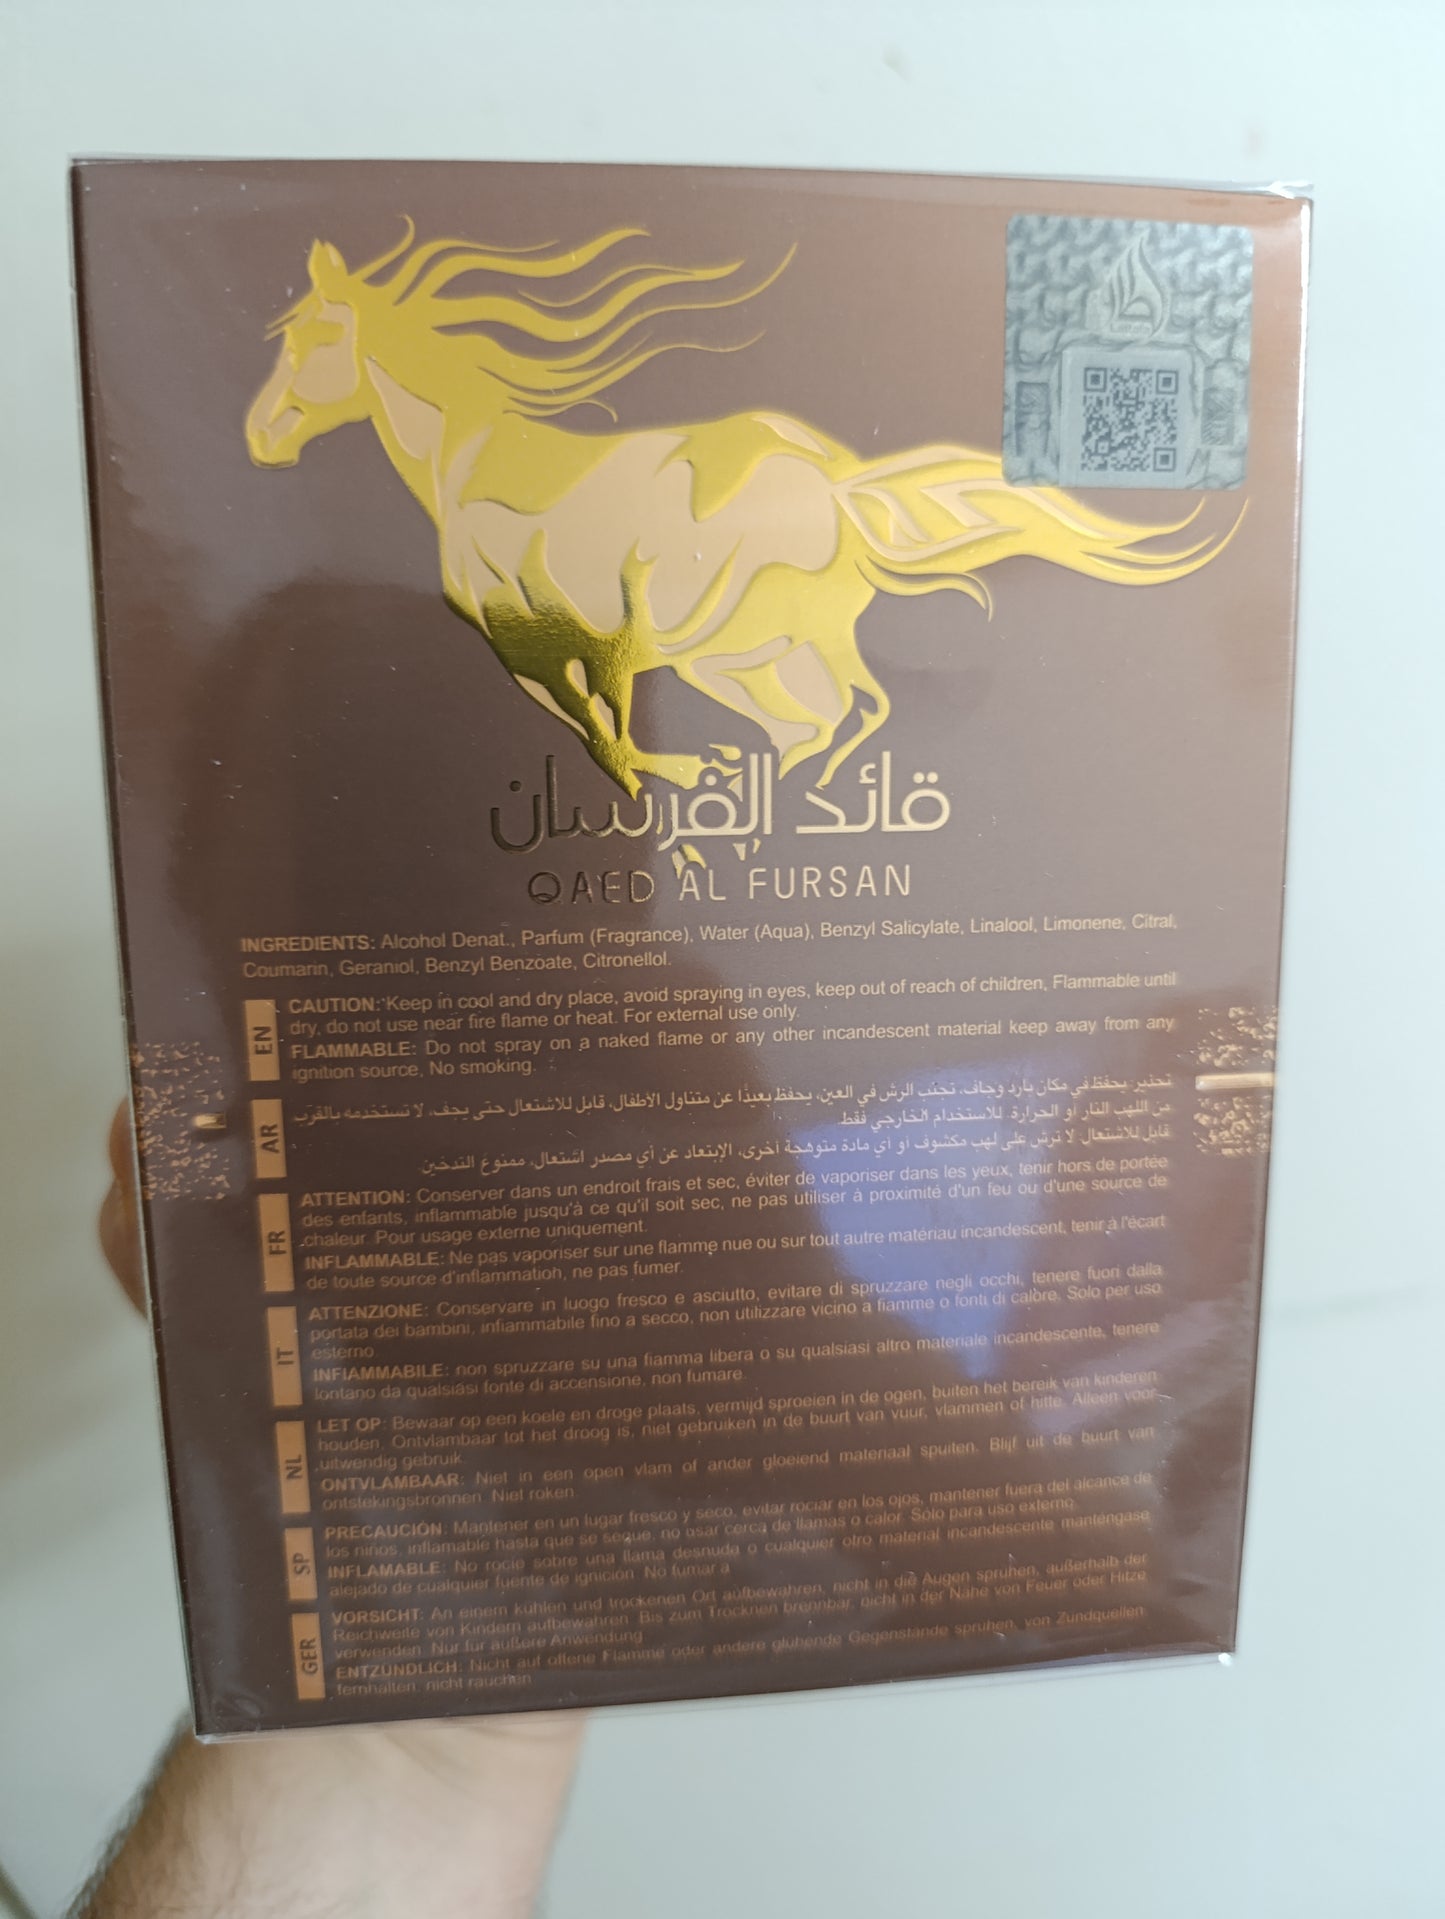 Lattafa
قائد الفرسان
QAED AL FURSAN
INGREDIENTS: Alcohol Denat., Parfum (Fragrance), Water (Aqua), Benzyl Salicylate, Linalool, Limonene, Citral,
Coumarin, Geraniol, Benzyl Benzoate, Citronellol.
EN
CAUTION: Keep in cool and dry place, avoid spraying in eyes, keep out of reach of children, Flammable until
dry, do not use near fire flame or heat. For external use only.
FLAMMABLE: Do not spray on a naked flame or any other incandescent material keep away from any
ignition source, No smoking.
AR
تحذير: يحفظ في مكان بارد وجاف، تجنب الرش في العين، يحفظ بعيدًا عن متناول الأطفال، قابل للاشتعال حتى يجف، لا تستخدمه بالقرب
من اللهب النار أو الحرارة. للاستخدام الخارجي فقط.
قابل للاشتعال: لا ترش على لهب مكشوف أو أي مادة متوهجة أخرى، الإبتعاد عن أي مصدر اشتعال، ممنوع التدخين.
FR
ATTENTION: Conserver dans un endroit frais et sec, éviter de vaporiser dans les yeux, tenir hors de portée
des enfants, inflammable jusqu'à ce qu'il soit sec, ne pas utiliser à proximité d'un feu ou d'une source de
chaleur. Pour usage externe uniquement.
INFLAMMABLE: Ne pas vaporiser sur une flamme nue ou sur tout autre matériau incandescent, tenir à l'écart
de toute source d'inflammation, ne pas fumer.
IT
ATTENZIONE: Conservare in luogo fresco e asciutto, evitare di spruzzare negli occhi, tenere fuori dalla
portata dei bambini, infiammabile fino a secco, non utilizzare vicino a fiamme o fonti di calore. Solo per uso
esterno.
INFIAMMABILE: non spruzzare su una fiamma libera o su qualsiasi altro materiale incandescente, tenere
lontano da qualsiasi fonte di accensione, non fumare.
NL
LET OP: Bewaar op een koele en droge plaats, vermijd sproeien in de ogen, buiten het bereik van kinderen
houden, Ontvlambaar tot het droog is, niet gebruiken in de buurt van vuur, vlammen of hitte. Alleen voor
uitwendig gebruik.
ONTVLAMBAAR: Niet in een open vlam of ander gloeiend materiaal spuiten. Blijf uit de buurt van
ontstekingsbronnen. Niet roken.
SP
PRECAUCIÓN: Mantener en un lugar fresco y seco, evitar rociar en los ojos, mantener fuera del alcance de
los niños, inflamable hasta que se seque, no usar cerca de llamas o calor. Sólo para uso externo.
INFLAMABLE: No rocíe sobre una llama desnuda o cualquier otro material incandescente manténgase
alejado de cualquier fuente de ignición. No fumar á
GER
VORSICHT: An einem kühlen und trockenen Ort aufbewahren, nicht in die Augen sprühen, außerhalb der
Reichweite von Kindern aufbewahren. Bis zum Trocknen brennbar, nicht in der Nähe von Feuer oder Hitze
verwenden. Nur für äußere Anwendung
ENTZÜNDLICH: Nicht auf offene Flamme oder andere glühende Gegenstände sprühen, von Zündquellen
fernhalten, nicht rauchen